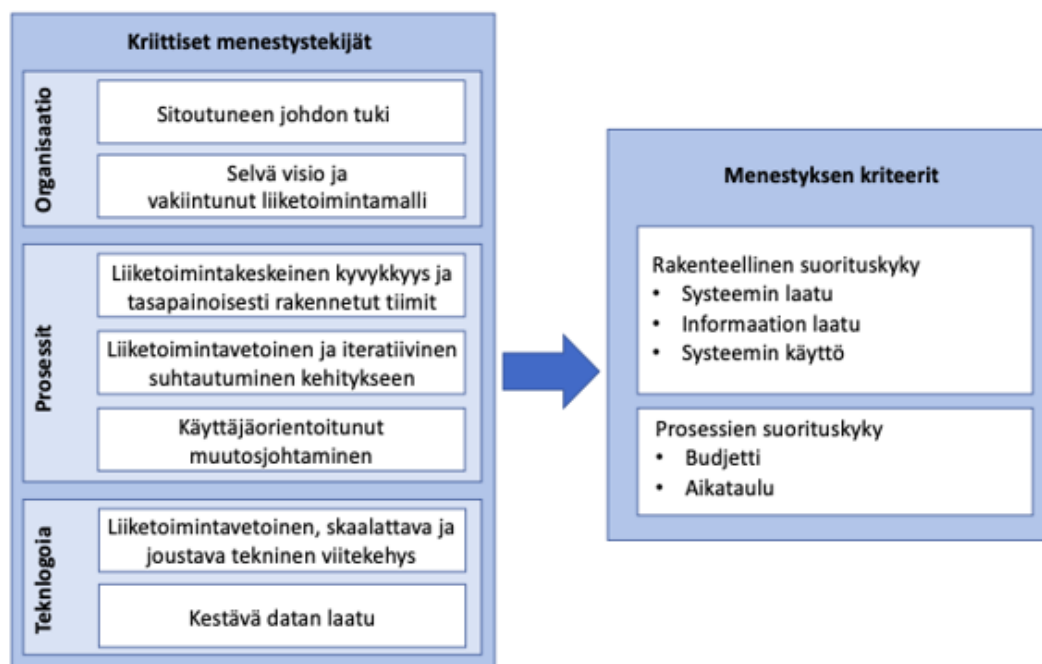 Kriittiset menestystekijät
Organisaatio
Sitoutuneen johdon tuki
Selvä visio ja
vakiintunut liiketoimintamalli
Prosessit
Liiketoimintakeskeinen kyvykkyys ja
tasapainoisesti rakennetut tiimit
Liiketoimintavetoinen ja iteratiivinen
suhtautuminen kehitykseen
Käyttäjäorientoitunut
muutosjohtaminen
Teknlogoia
Liiketoimintavetoinen, skaalattava ja
joustava tekninen viitekehys
Kestävä datan laatu
Menestyksen kriteerit
Rakenteellinen suorituskyky
• Systeemin laatu
• Informaation laatu
• Systeemin käyttö
Prosessien suorituskyky
• Budjetti
• Aikataulu